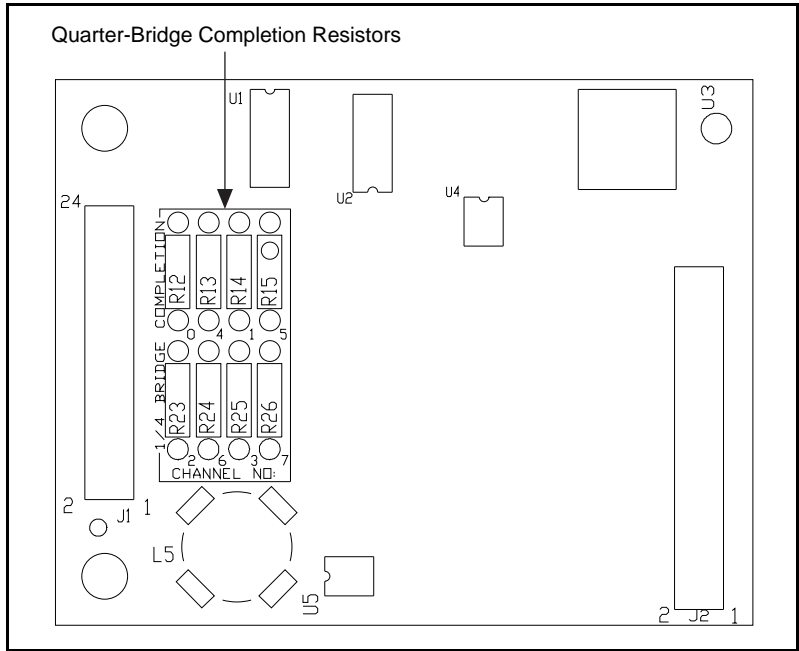 Quarter-Bridge Completion Resistors
U1
U2
U3
U4
24
1/4 BRIDGE COMPLETION
R12
R13
R14
R15
0
4
1
5
R23
R24
R25
R26
2
6
3
7
CHANNEL NO:
2
J1
1
L5
U5
2
J2
1